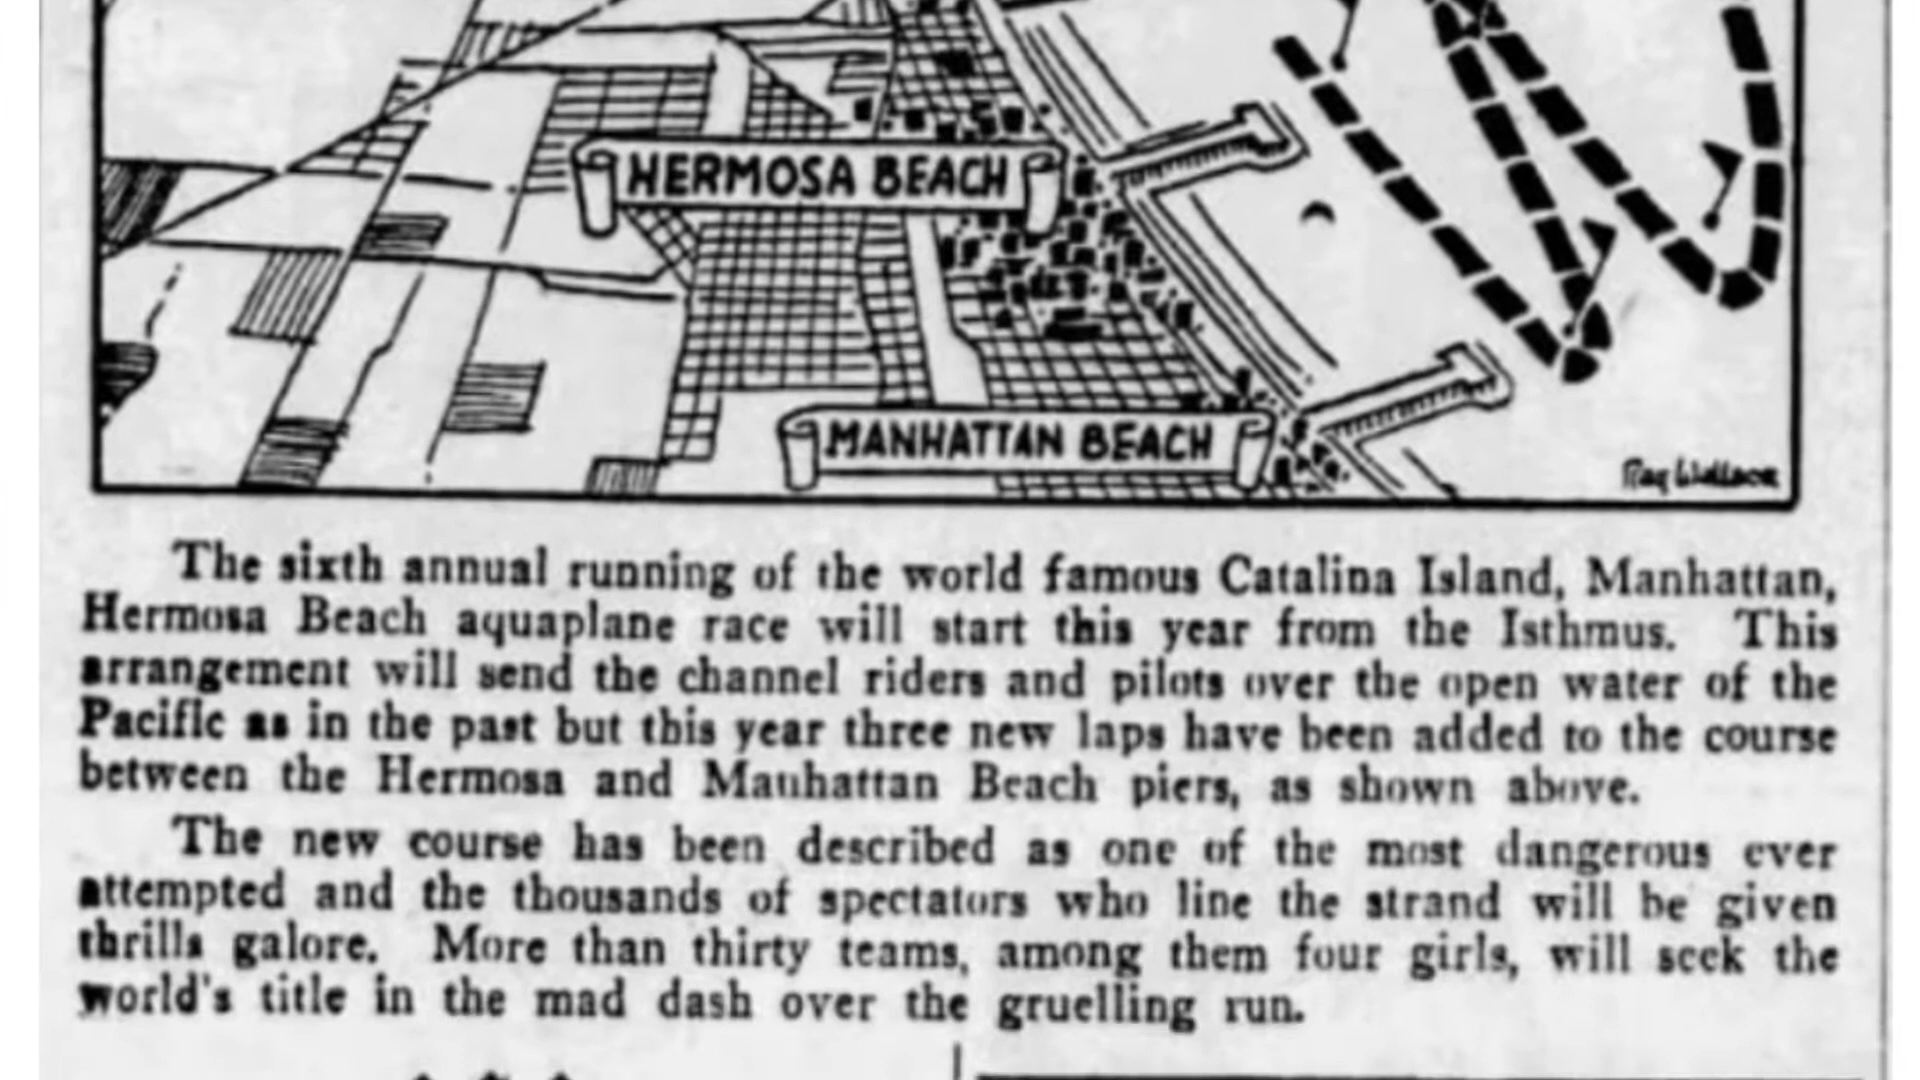 HERMOSA BEACH
MANHATTAN BEACH
Ray Wallace
The sixth annual running of the world famous Catalina Island, Manhattan,
Hermosa Beach aquaplane race will start this year from the Isthmus. This
arrangement will send the channel riders and pilots over the open water of the
Pacific as in the past but this year three new laps have been added to the course
between the Hermosa and Manhattan Beach piers, as shown above.
The new course has been described as one of the most dangerous ever
attempted and the thousands of spectators who line the strand will be given
thrills galore. More than thirty teams, among them four girls, will seek the
world's title in the mad dash over the gruelling run.